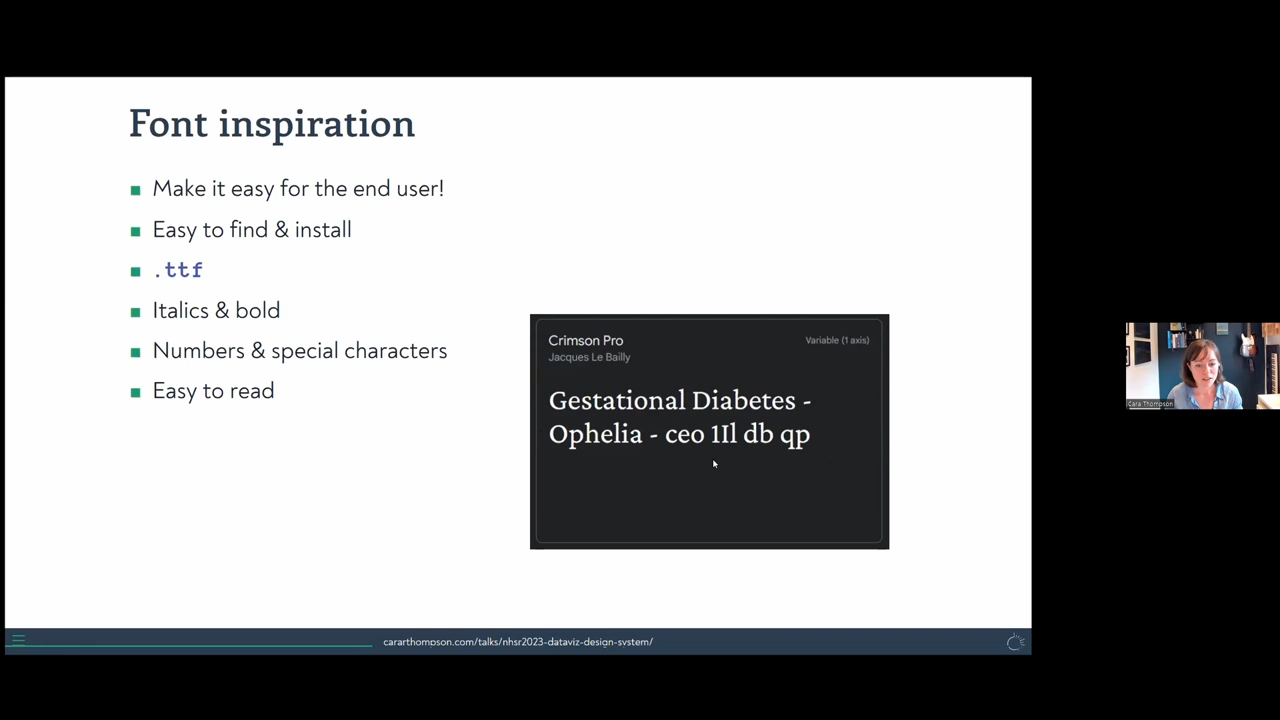 Font inspiration
Make it easy for the end user!
Easy to find & install
.ttf
Italics & bold
Numbers & special characters
Easy to read
Crimson Pro
Variable (1 axis)
Jacques Le Bailly
Gestational Diabetes -
Ophelia - ceo 1Il db qp
Cara Thompson
cararthompson.com/talks/nhsr2023-dataviz-design-system/